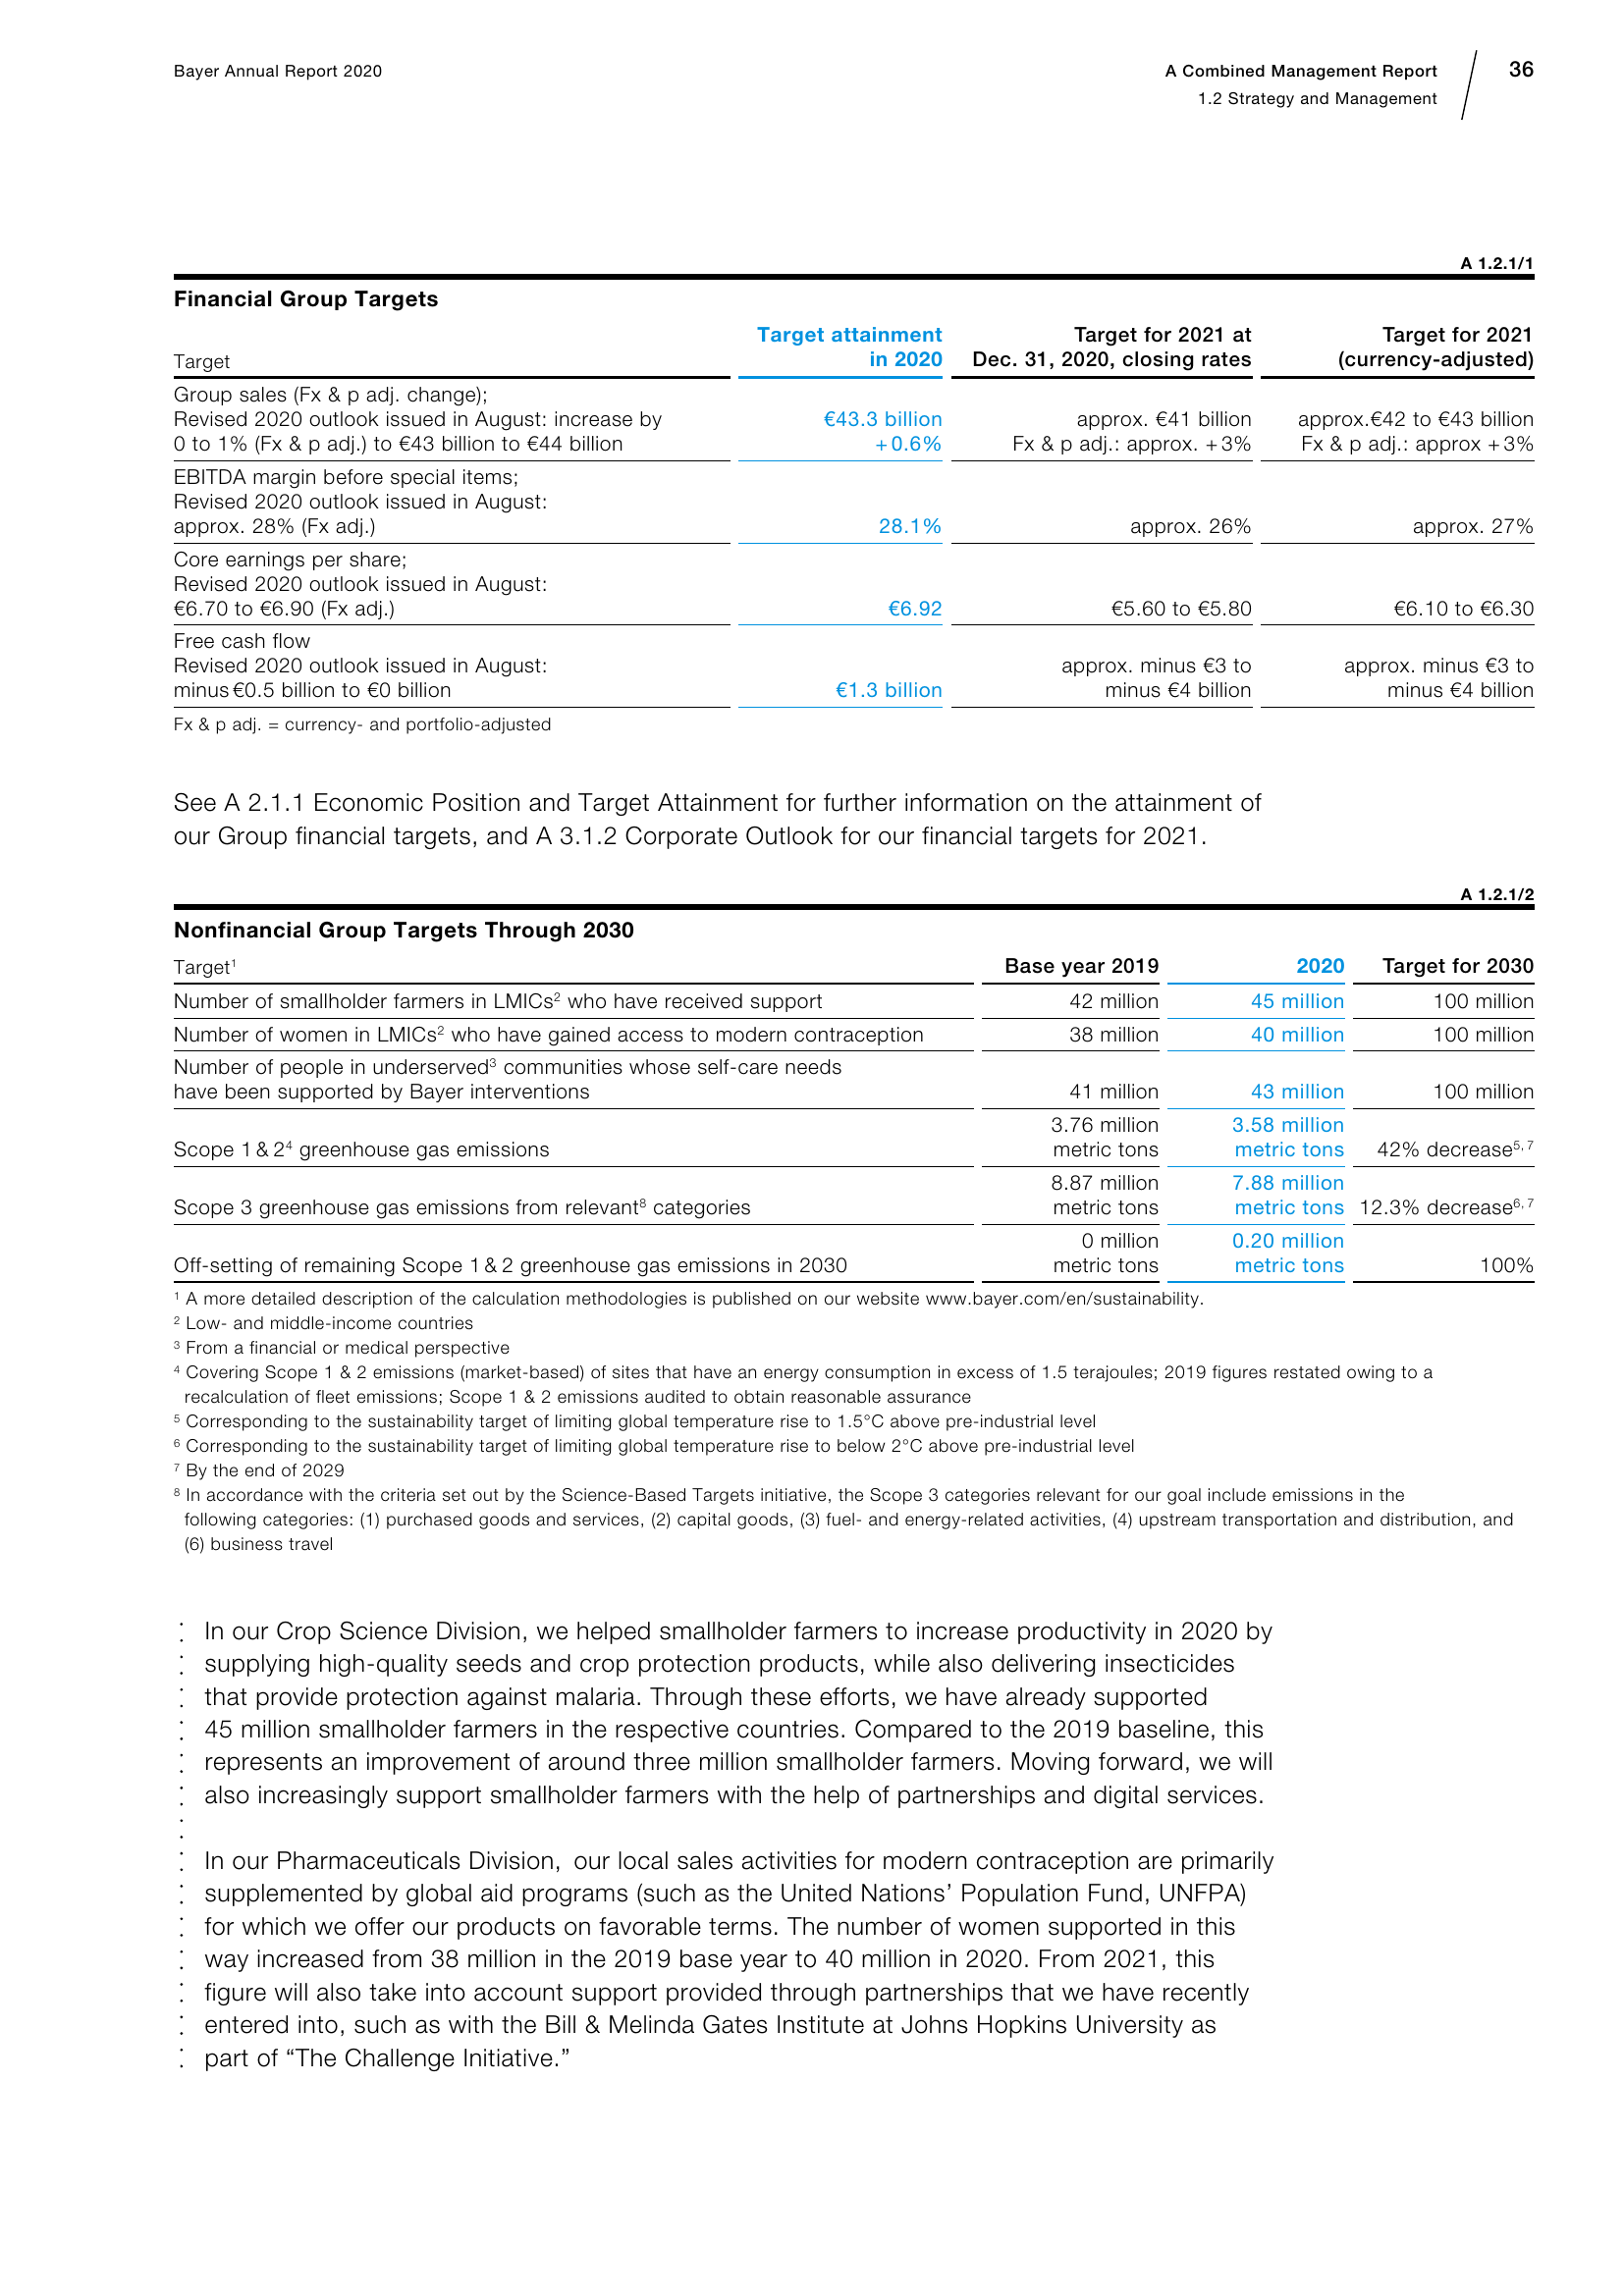 Bayer Annual Report 2020
A Combined Management Report
1.2 Strategy and Management
36
A 1.2.1/1
Financial Group Targets
Target
Target attainment in 2020
Target for 2021 at Dec. 31, 2020, closing rates
Target for 2021 (currency-adjusted)
Group sales (Fx & p adj. change);
Revised 2020 outlook issued in August: increase by €43.3 billion approx. €41 billion approx.€42 to €43 billion
0 to 1% (Fx & p adj.) to €43 billion to €44 billion +0.6% Fx & p adj.: approx. +3% Fx & p adj.: approx +3%
EBITDA margin before special items;
Revised 2020 outlook issued in August:
approx. 28% (Fx adj.) 28.1% approx. 26% approx. 27%
Core earnings per share;
Revised 2020 outlook issued in August:
€6.70 to €6.90 (Fx adj.) €6.92 €5.60 to €5.80 €6.10 to €6.30
Free cash flow
Revised 2020 outlook issued in August: approx. minus €3 to approx. minus €3 to
minus €0.5 billion to €0 billion €1.3 billion minus €4 billion minus €4 billion
Fx & p adj. = currency- and portfolio-adjusted
See A 2.1.1 Economic Position and Target Attainment for further information on the attainment of
our Group financial targets, and A 3.1.2 Corporate Outlook for our financial targets for 2021.
A 1.2.1/2
Nonfinancial Group Targets Through 2030
Target¹ Base year 2019 2020 Target for 2030
Number of smallholder farmers in LMICs² who have received support 42 million 45 million 100 million
Number of women in LMICs² who have gained access to modern contraception 38 million 40 million 100 million
Number of people in underserved³ communities whose self-care needs
have been supported by Bayer interventions 41 million 43 million 100 million
3.76 million 3.58 million
Scope 1 & 2⁴ greenhouse gas emissions metric tons metric tons 42% decrease⁵˒ ⁷
8.87 million 7.88 million
Scope 3 greenhouse gas emissions from relevant⁸ categories metric tons metric tons 12.3% decrease⁶˒ ⁷
0 million 0.20 million
Off-setting of remaining Scope 1 & 2 greenhouse gas emissions in 2030 metric tons metric tons 100%
¹ A more detailed description of the calculation methodologies is published on our website www.bayer.com/en/sustainability.
² Low- and middle-income countries
³ From a financial or medical perspective
⁴ Covering Scope 1 & 2 emissions (market-based) of sites that have an energy consumption in excess of 1.5 terajoules; 2019 figures restated owing to a
recalculation of fleet emissions; Scope 1 & 2 emissions audited to obtain reasonable assurance
⁵ Corresponding to the sustainability target of limiting global temperature rise to 1.5°C above pre-industrial level
⁶ Corresponding to the sustainability target of limiting global temperature rise to below 2°C above pre-industrial level
⁷ By the end of 2029
⁸ In accordance with the criteria set out by the Science-Based Targets initiative, the Scope 3 categories relevant for our goal include emissions in the
following categories: (1) purchased goods and services, (2) capital goods, (3) fuel- and energy-related activities, (4) upstream transportation and distribution, and
(6) business travel
In our Crop Science Division, we helped smallholder farmers to increase productivity in 2020 by
supplying high-quality seeds and crop protection products, while also delivering insecticides
that provide protection against malaria. Through these efforts, we have already supported
45 million smallholder farmers in the respective countries. Compared to the 2019 baseline, this
represents an improvement of around three million smallholder farmers. Moving forward, we will
also increasingly support smallholder farmers with the help of partnerships and digital services.
In our Pharmaceuticals Division, our local sales activities for modern contraception are primarily
supplemented by global aid programs (such as the United Nations’ Population Fund, UNFPA)
for which we offer our products on favorable terms. The number of women supported in this
way increased from 38 million in the 2019 base year to 40 million in 2020. From 2021, this
figure will also take into account support provided through partnerships that we have recently
entered into, such as with the Bill & Melinda Gates Institute at Johns Hopkins University as
part of “The Challenge Initiative.”